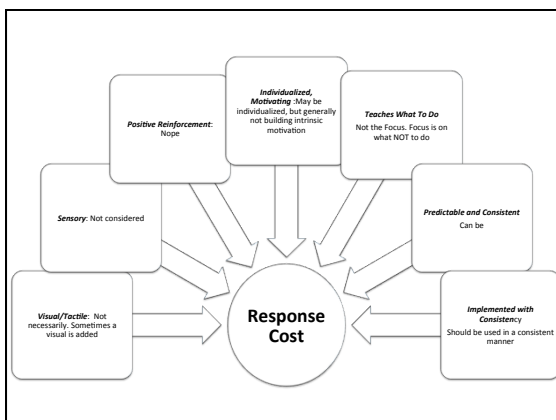 Individualized,
Motivating :May be
individualized, but generally
not building intrinsic
motivation
Teaches What To Do
Not the Focus. Focus is on
what NOT to do
Positive Reinforcement:
Nope
Predictable and Consistent
Can be
Sensory: Not considered
Visual/Tactile: Not
necessarily. Sometimes a
visual is added
Response
Cost
Implemented with
Consistency
Should be used in a consistent
manner